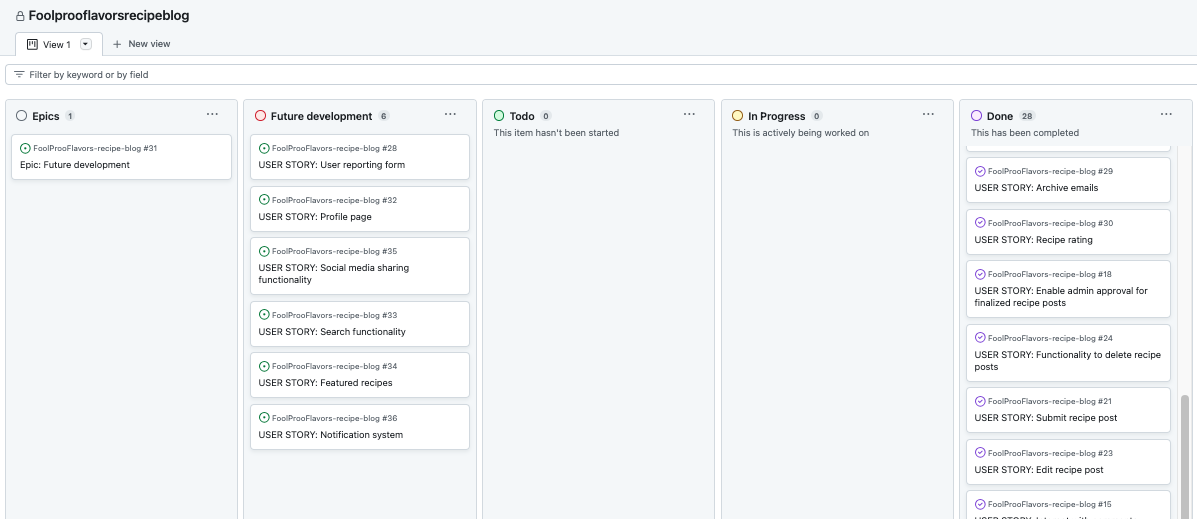 Foolprooflavorsrecipeblog
View 1
New view
Filter by keyword or by field
Epics 1
FoolProoFlavors-recipe-blog #31
Epic: Future development
Future development 6
FoolProoFlavors-recipe-blog #28
USER STORY: User reporting form
FoolProoFlavors-recipe-blog #32
USER STORY: Profile page
FoolProoFlavors-recipe-blog #35
USER STORY: Social media sharing
functionality
FoolProoFlavors-recipe-blog #33
USER STORY: Search functionality
FoolProoFlavors-recipe-blog #34
USER STORY: Featured recipes
FoolProoFlavors-recipe-blog #36
USER STORY: Notification system
Todo 0
This item hasn't been started
In Progress 0
This is actively being worked on
Done 28
This has been completed
FoolProoFlavors-recipe-blog #29
USER STORY: Archive emails
FoolProoFlavors-recipe-blog #30
USER STORY: Recipe rating
FoolProoFlavors-recipe-blog #18
USER STORY: Enable admin approval for
finalized recipe posts
FoolProoFlavors-recipe-blog #24
USER STORY: Functionality to delete recipe
posts
FoolProoFlavors-recipe-blog #21
USER STORY: Submit recipe post
FoolProoFlavors-recipe-blog #23
USER STORY: Edit recipe post
FoolProoFlavors-recipe-blog #15